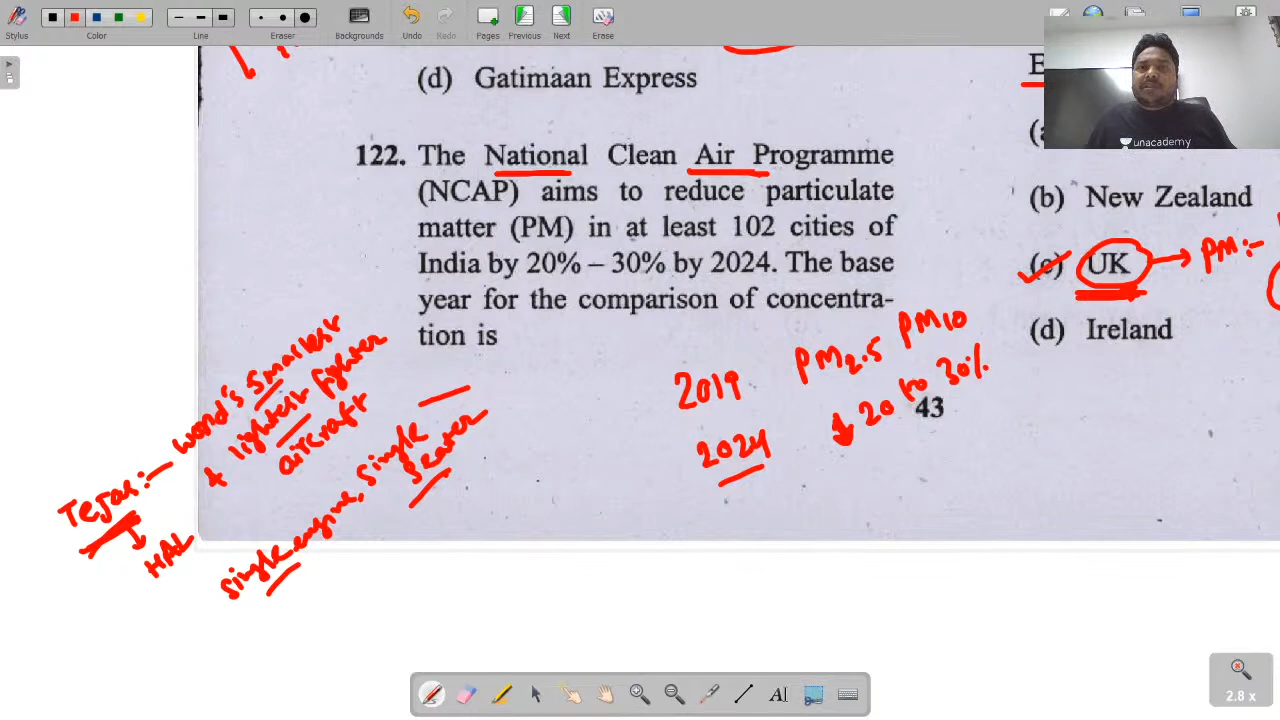 Stylus
Color
Line
Eraser
Backgrounds
Undo
Redo
Pages
Previous
Next
Erase
(d) Gatimaan Express
122. The National Clean Air Programme
(NCAP) aims to reduce particulate
matter (PM) in at least 102 cities of
India by 20% – 30% by 2024. The base
year for the comparison of concentra-
tion is
E
(a
(b) New Zealand
(c) UK → PM:-
(d) Ireland
unacademy
2019
2024
PM2.5 PM10
↓ 20 to 30%
43
Tejas:- world's smallest
& lightest fighter
aircraft
HAL
single engine, single
seater
AI
2.8 x